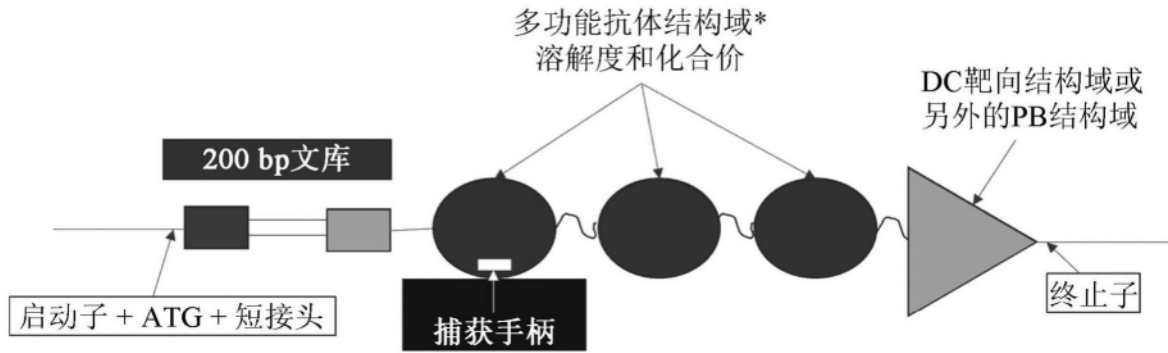 多功能抗体结构域*
溶解度和化合价
DC靶向结构域或
另外的PB结构域
200 bp文库
启动子 + ATG + 短接头
捕获手柄
终止子